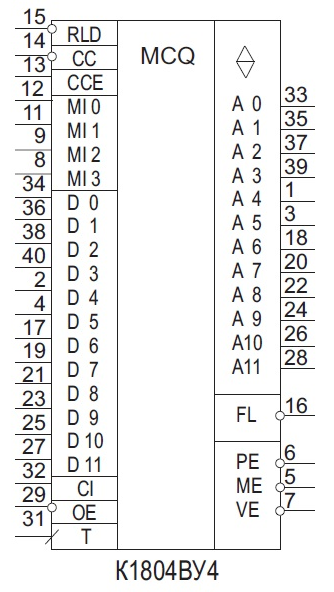 15 RLD MCQ
14 CC
13 CCE
12 MI 0 A 0 33
11 MI 1 A 1 35
9 MI 2 A 2 37
8 MI 3 A 3 39
34 D 0 A 4 1
36 D 1 A 5 3
38 D 2 A 6 18
40 D 3 A 7 20
2 D 4 A 8 22
4 D 5 A 9 24
17 D 6 A10 26
19 D 7 A11 28
21 D 8
23 D 9 FL 16
25 D 10
27 D 11 PE 6
32 CI ME 5
29 OE VE 7
31 T
К1804ВУ4